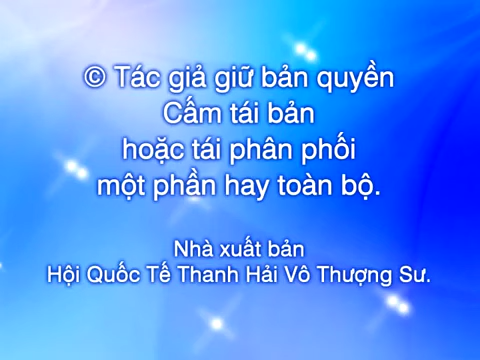 © Tác giả giữ bản quyền
Cấm tái bản
hoặc tái phân phối
một phần hay toàn bộ.
Nhà xuất bản
Hội Quốc Tế Thanh Hải Vô Thượng Sư.